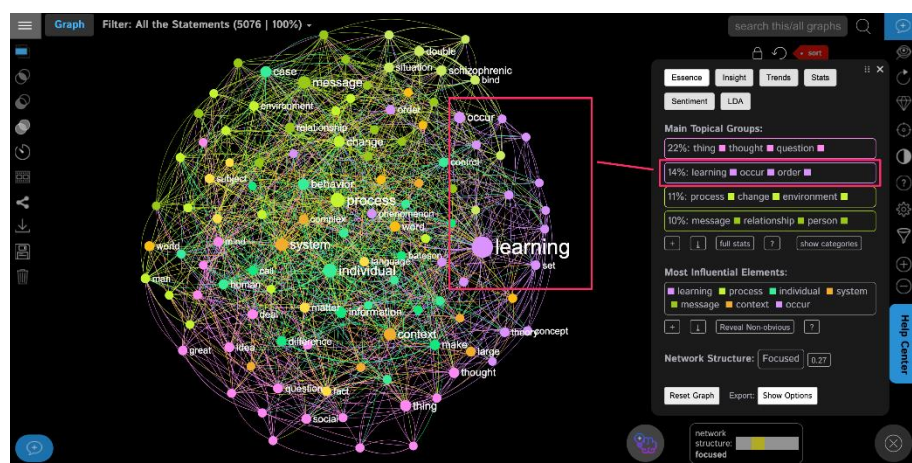 Graph Filter: All the Statements (5076 | 100%)
search this/all graphs
sort
double
situation schizophrenic
bind
case
message
order
occur
environment
relationship
change
control
subject
behavior
process
phenomenon
complex
word
world
mind
system
learning
language bateson
set
man
call
individual
human
matter
information
deal
context
theory concept
difference
make
great
idea
large
thought
question
fact
thing
social
Essence Insight Trends Stats
Sentiment LDA
Main Topical Groups:
22%: thing thought question
14%: learning occur order
11%: process change environment
10%: message relationship person
+ full stats ? show categories
Most Influential Elements:
learning process individual system
message context occur
+ Reveal Non-obvious ?
Network Structure: Focused 0.27
Reset Graph Export: Show Options
Help Center
network
structure:
focused